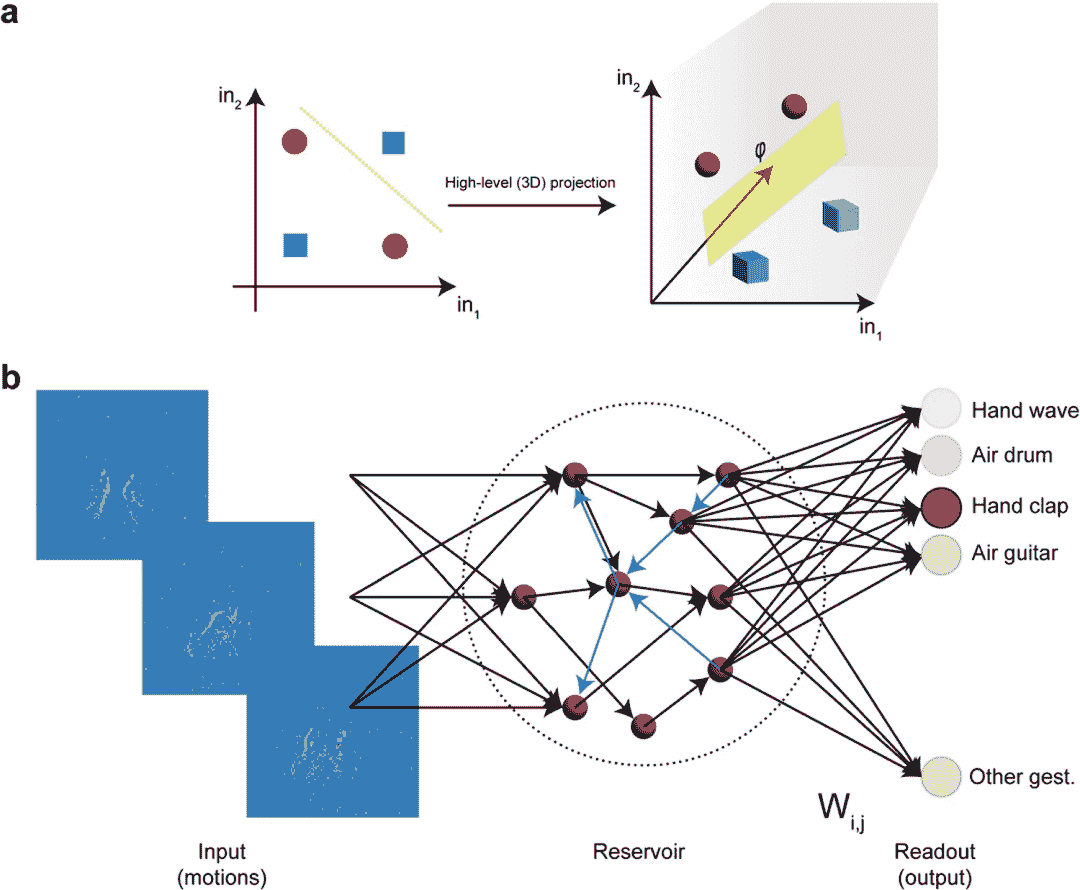 a
in2
in1
High-level (3D) projection
in2
φ
in1
b
Hand wave
Air drum
Hand clap
Air guitar
Other gest.
Wi,j
Input
(motions)
Reservoir
Readout
(output)